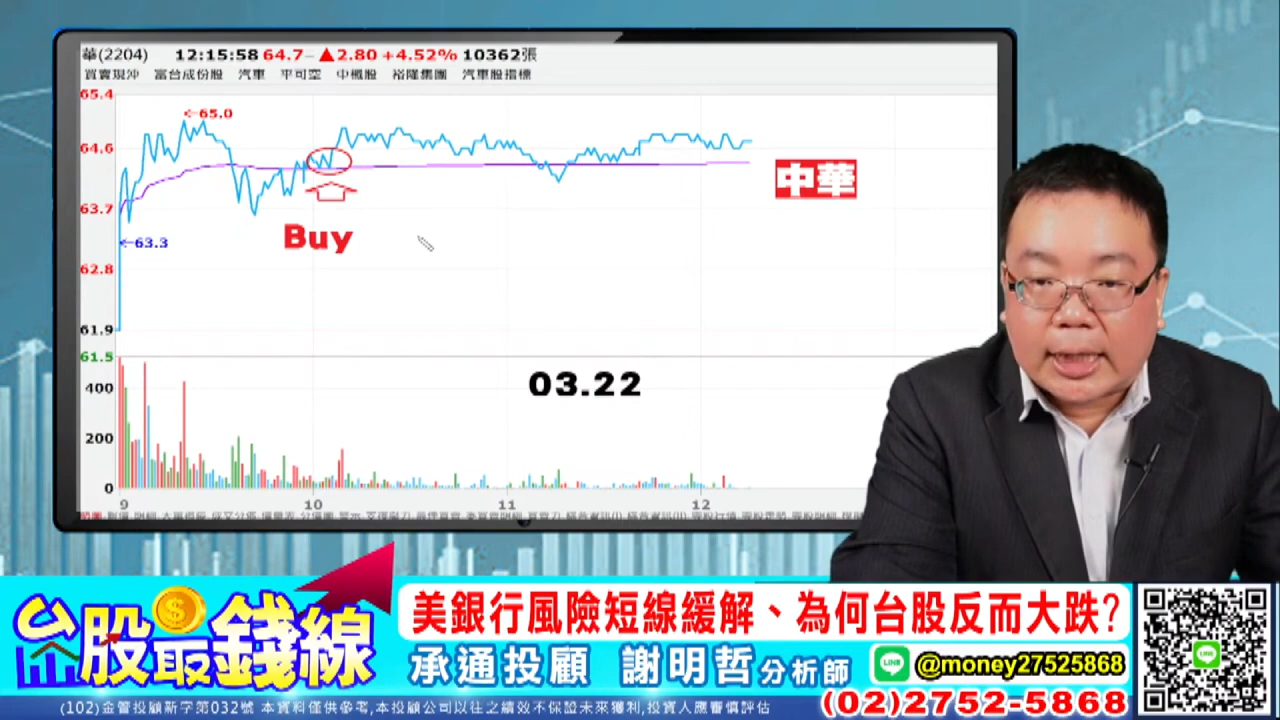 華(2204) 12:15:58 64.7 ▲2.80 +4.52% 10362張
買賣現沖 富台成份股 汽車 平可空 中概股 裕隆集團 汽車股指標
65.4
←65.0
64.6
中華
63.7
Buy
←63.3
62.8
61.9
61.5
400
03.22
200
0
9 10 11 12
台股取錢線
美銀行風險短線緩解、為何台股反而大跌?
承通投顧 謝明哲分析師 LINE @money27525868
(02)2752-5868
(102)金管投顧新字第032號 本資料僅供參考,本投顧公司以往之績效不保證未來獲利,投資人應審慎評估